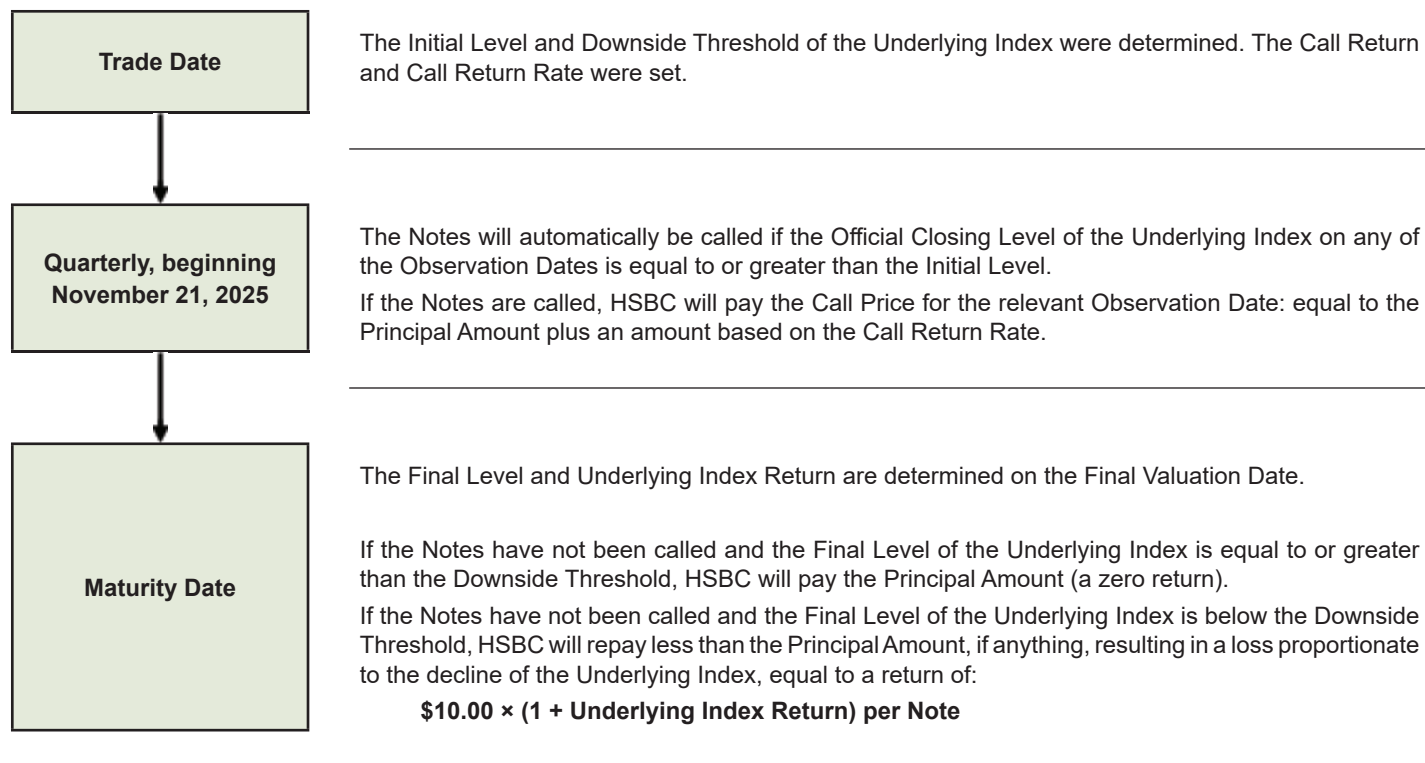 Trade Date
The Initial Level and Downside Threshold of the Underlying Index were determined. The Call Return
and Call Return Rate were set.
Quarterly, beginning
November 21, 2025
The Notes will automatically be called if the Official Closing Level of the Underlying Index on any of
the Observation Dates is equal to or greater than the Initial Level.
If the Notes are called, HSBC will pay the Call Price for the relevant Observation Date: equal to the
Principal Amount plus an amount based on the Call Return Rate.
Maturity Date
The Final Level and Underlying Index Return are determined on the Final Valuation Date.
If the Notes have not been called and the Final Level of the Underlying Index is equal to or greater
than the Downside Threshold, HSBC will pay the Principal Amount (a zero return).
If the Notes have not been called and the Final Level of the Underlying Index is below the Downside
Threshold, HSBC will repay less than the Principal Amount, if anything, resulting in a loss proportionate
to the decline of the Underlying Index, equal to a return of:
$10.00 × (1 + Underlying Index Return) per Note